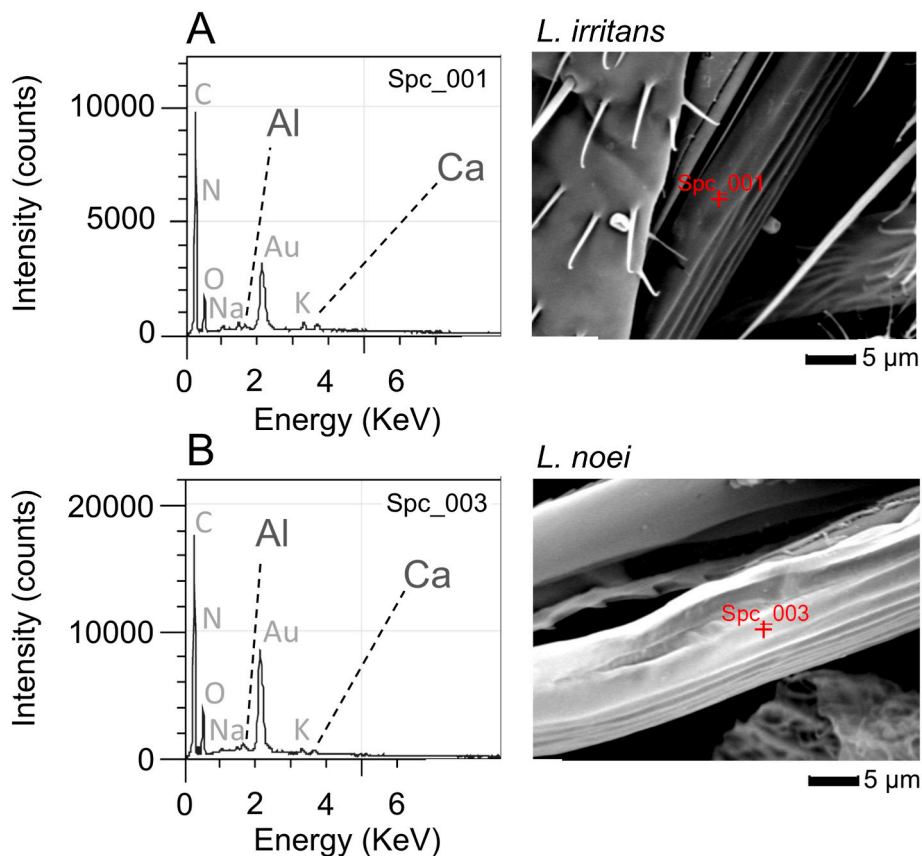 A
L. irritans
Spc_001
10000
5000
0
Intensity (counts)
C
N
O
Na
Al
Au
K
Ca
0 2 4 6
Energy (KeV)
Spc_001
5 µm
B
L. noei
Spc_003
20000
10000
0
Intensity (counts)
C
N
O
Na
Al
Au
K
Ca
0 2 4 6
Energy (KeV)
Spc_003
5 µm